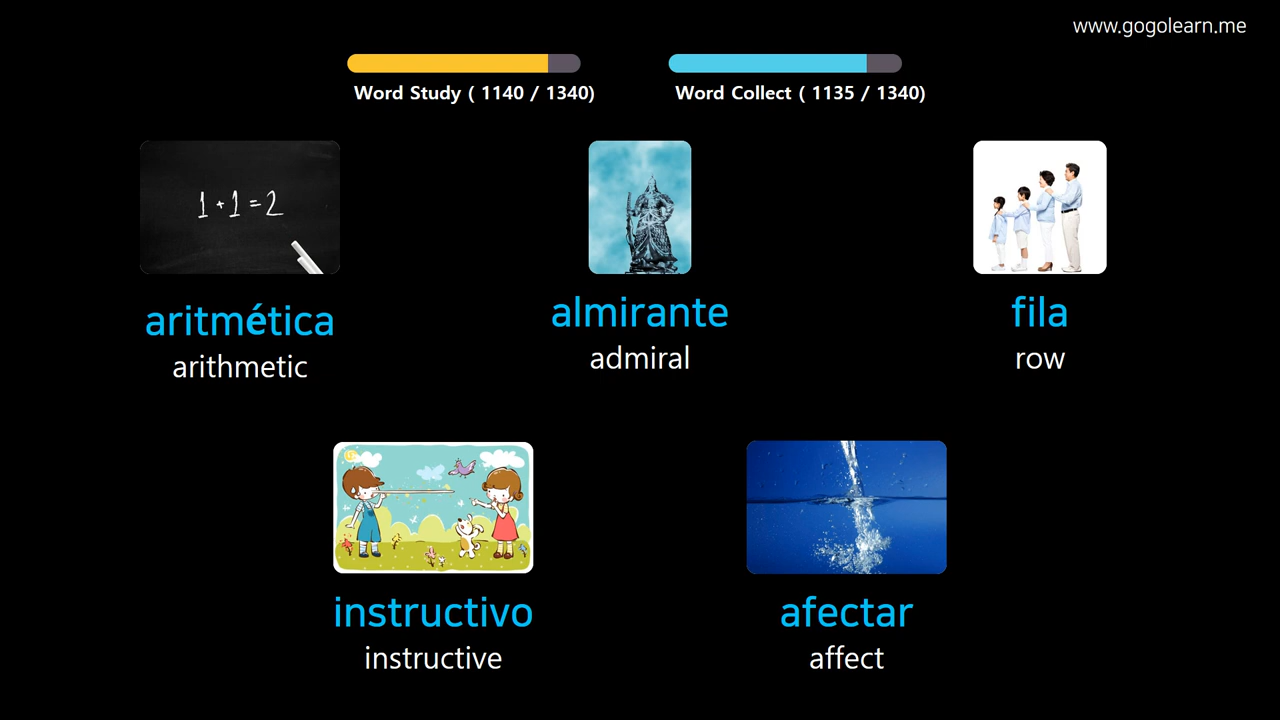 www.gogolearn.me
Word Study ( 1140 / 1340)
Word Collect ( 1135 / 1340)
1 + 1 = 2
aritmética
arithmetic
almirante
admiral
fila
row
instructivo
instructive
afectar
affect